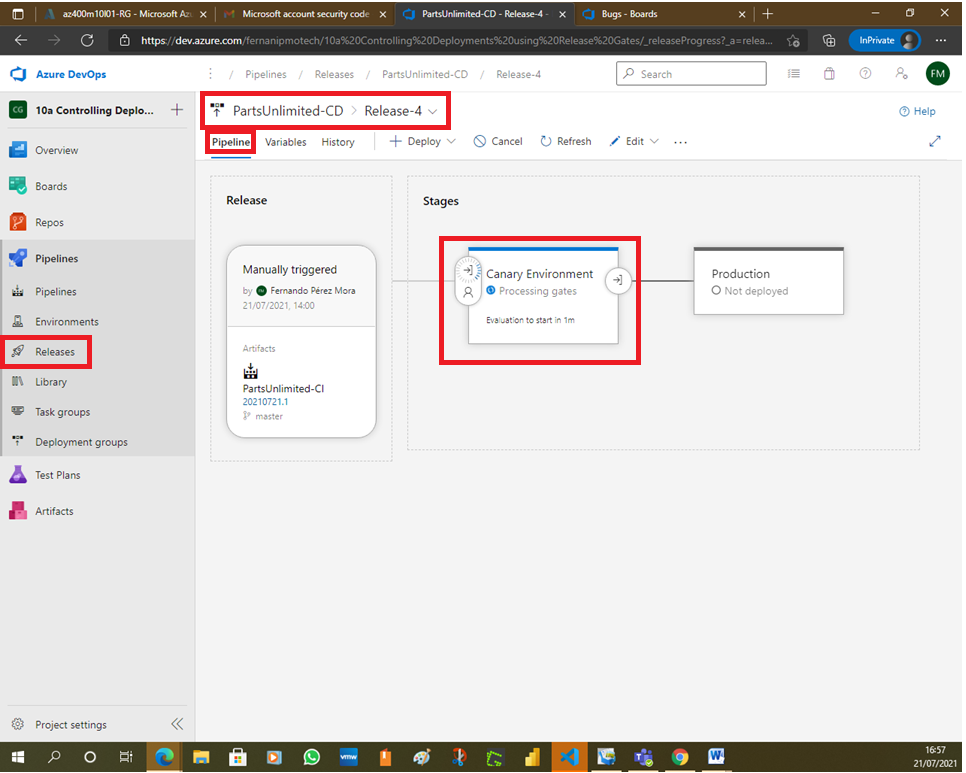 az400m10l01-RG - Microsoft Azu
Microsoft account security code
PartsUnlimited-CD - Release-4 -
Bugs - Boards
https://dev.azure.com/fernanipmotech/10a%20Controlling%20Deployments%20using%20Release%20Gates/_releaseProgress?_a=relea...
InPrivate
Azure DevOps
/ Pipelines / Releases / PartsUnlimited-CD / Release-4
Search
FM
CG
10a Controlling Deplo...
PartsUnlimited-CD > Release-4
Help
Pipeline
Variables
History
Deploy
Cancel
Refresh
Edit
...
Overview
Boards
Repos
Pipelines
Pipelines
Environments
Releases
Library
Task groups
Deployment groups
Test Plans
Artifacts
Project settings
Release
Manually triggered
by FM Fernando Pérez Mora
21/07/2021, 14:00
Artifacts
PartsUnlimited-CI
20210721.1
master
Stages
Canary Environment
Processing gates
Evaluation to start in 1m
Production
Not deployed
vmw
16:57
21/07/2021